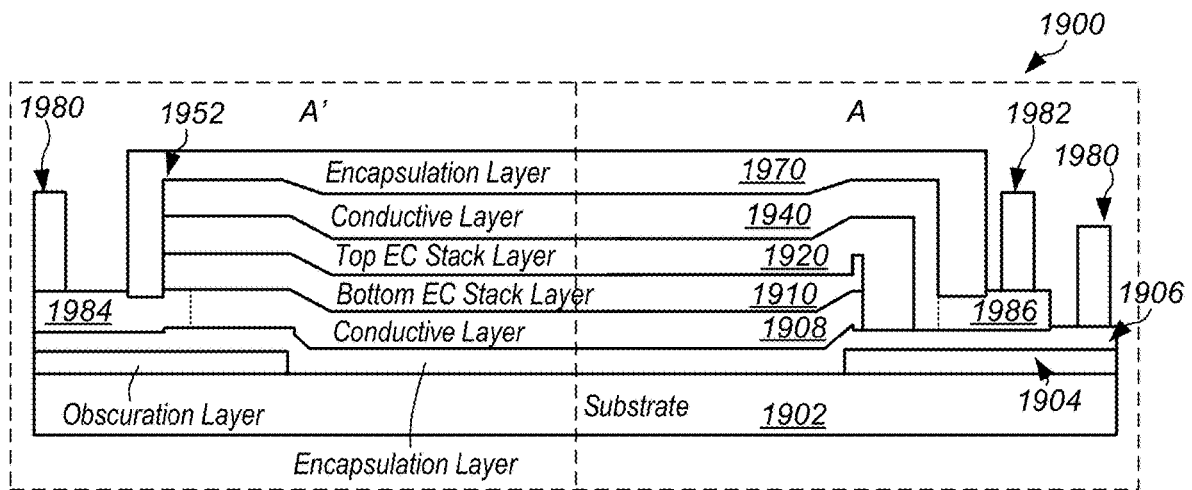 1900
1980
1952
A'
A
1982
1980
Encapsulation Layer 1970
Conductive Layer 1940
Top EC Stack Layer 1920
Bottom EC Stack Layer 1910
1984
1986
1906
Conductive Layer 1908
Obscuration Layer
Substrate 1902
1904
Encapsulation Layer